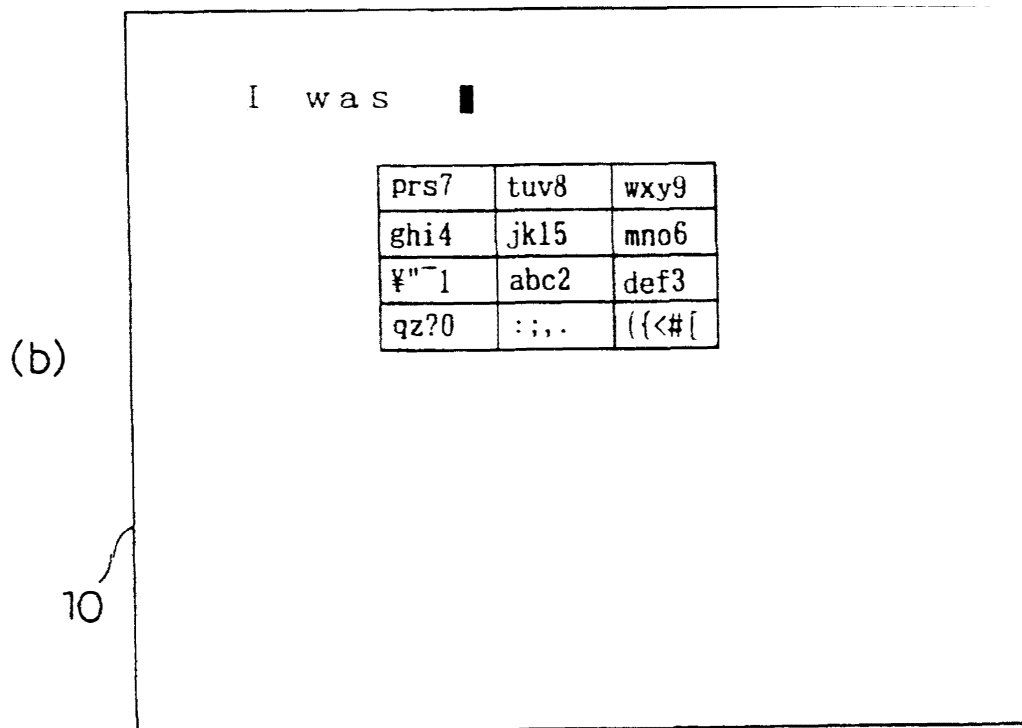 I was
prs7 tuv8 wxy9
ghi4 jkl5 mno6
¥"¯1 abc2 def3
qz?0 :;,. ({<#[
(b)
10